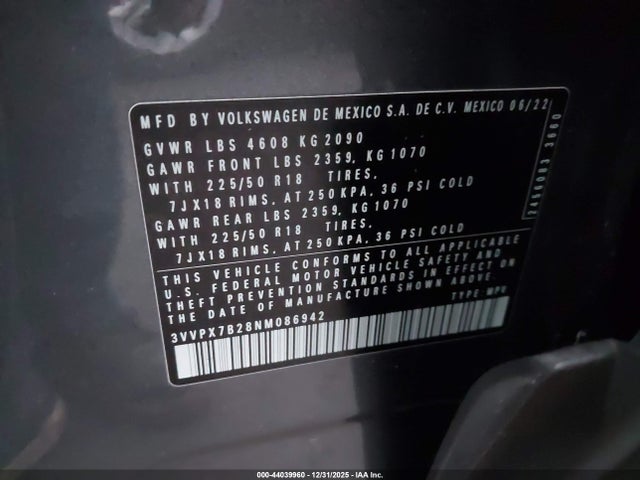 MFD BY VOLKSWAGEN DE MEXICO S.A. DE C.V. MEXICO 06/22
GVWR LBS 4608 KG 2090
GAWR FRONT LBS 2359, KG 1070
WITH 225/50 R18 TIRES,
7JX18 RIMS, AT 250 KPA, 36 PSI COLD
GAWR REAR LBS 2359, KG 1070
WITH 225/50 R18 TIRES,
7JX18 RIMS, AT 250 KPA, 36 PSI COLD
THIS VEHICLE CONFORMS TO ALL APPLICABLE
U.S. FEDERAL MOTOR VEHICLE SAFETY AND
THEFT PREVENTION STANDARDS IN EFFECT ON
THE DATE OF MANUFACTURE SHOWN ABOVE
3VVPX7B28NM086942 TYPE MPV
2456083 3060
000-44039960 - 12/31/2025 - IAA Inc.